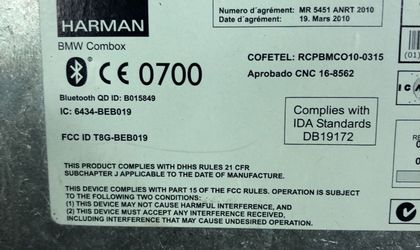 HARMAN
Numero d´agrément: MR 5451 ANRT 2010
Date d´agrément: 19. Mars 2010
BMW Combox
COFETEL: RCPBMCO10-0315
CE 0700
Aprobado CNC 16-8562
Bluetooth QD ID: B015849
IC: 6434-BEB019
Complies with
IDA Standards
DB19172
FCC ID T8G-BEB019
THIS PRODUCT COMPLIES WITH DHHS RULES 21 CFR
SUBCHAPTER J APPLICABLE TO THE DATE OF MANUFACTURE.
THIS DEVICE COMPLIES WITH PART 15 OF THE FCC RULES. OPERATION IS SUBJECT
TO THE FOLLOWING TWO CONDITIONS:
(1) THIS DEVICE MAY NOT CAUSE HARMFUL INTERFERENCE, AND
(2) THIS DEVICE MUST ACCEPT ANY INTERFERENCE RECEIVED,
INCLUDING INTERFERENCE THAT MAY CAUSE UNDESIRED OPERATION.
(01)
ICA